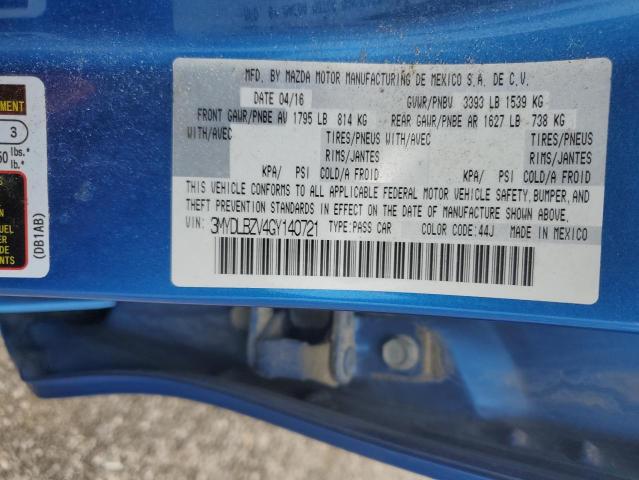 MFD. BY MAZDA MOTOR MANUFACTURING DE MEXICO S.A. DE C.V.
DATE 04/16 GVWR/PNBV 3393 LB 1539 KG
FRONT GAWR/PNBE AV 1795 LB 814 KG REAR GAWR/PNBE AR 1627 LB 738 KG
WITH/AVEC TIRES/PNEUS WITH/AVEC TIRES/PNEUS
RIMS/JANTES RIMS/JANTES
KPA/ PSI COLD/A FROID KPA/ PSI COLD/A FROID
THIS VEHICLE CONFORMS TO ALL APPLICABLE FEDERAL MOTOR VEHICLE SAFETY, BUMPER, AND
THEFT PREVENTION STANDARDS IN EFFECT ON THE DATE OF MANUFACTURE SHOWN ABOVE.
VIN: 3MYDLBZV4GY140721 TYPE:PASS CAR COLOR CODE:44J MADE IN MEXICO
3
lbs.*
lb.*
(DB1AB)